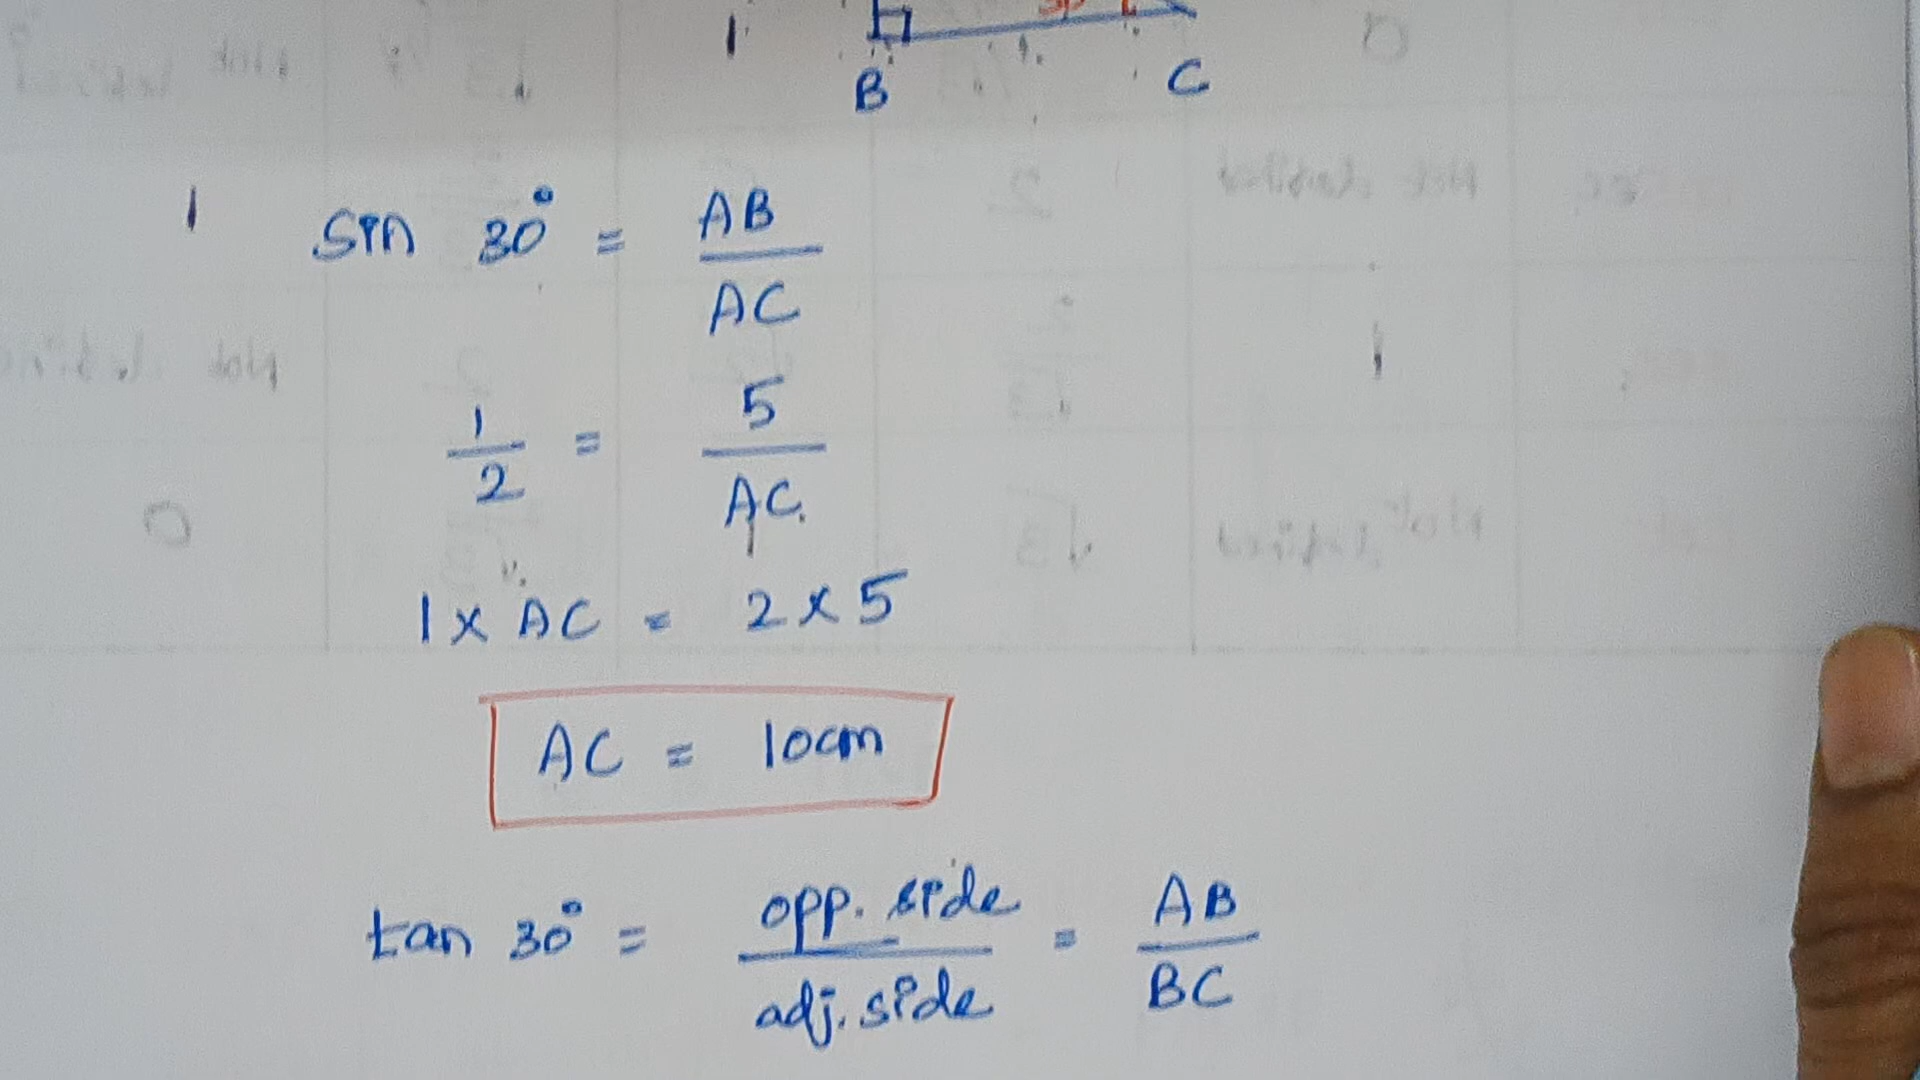 B C
sin 30° = AB / AC
1 / 2 = 5 / AC.
1 x AC = 2 x 5
AC = 10cm
tan 30° = opp. side / adj. side = AB / BC